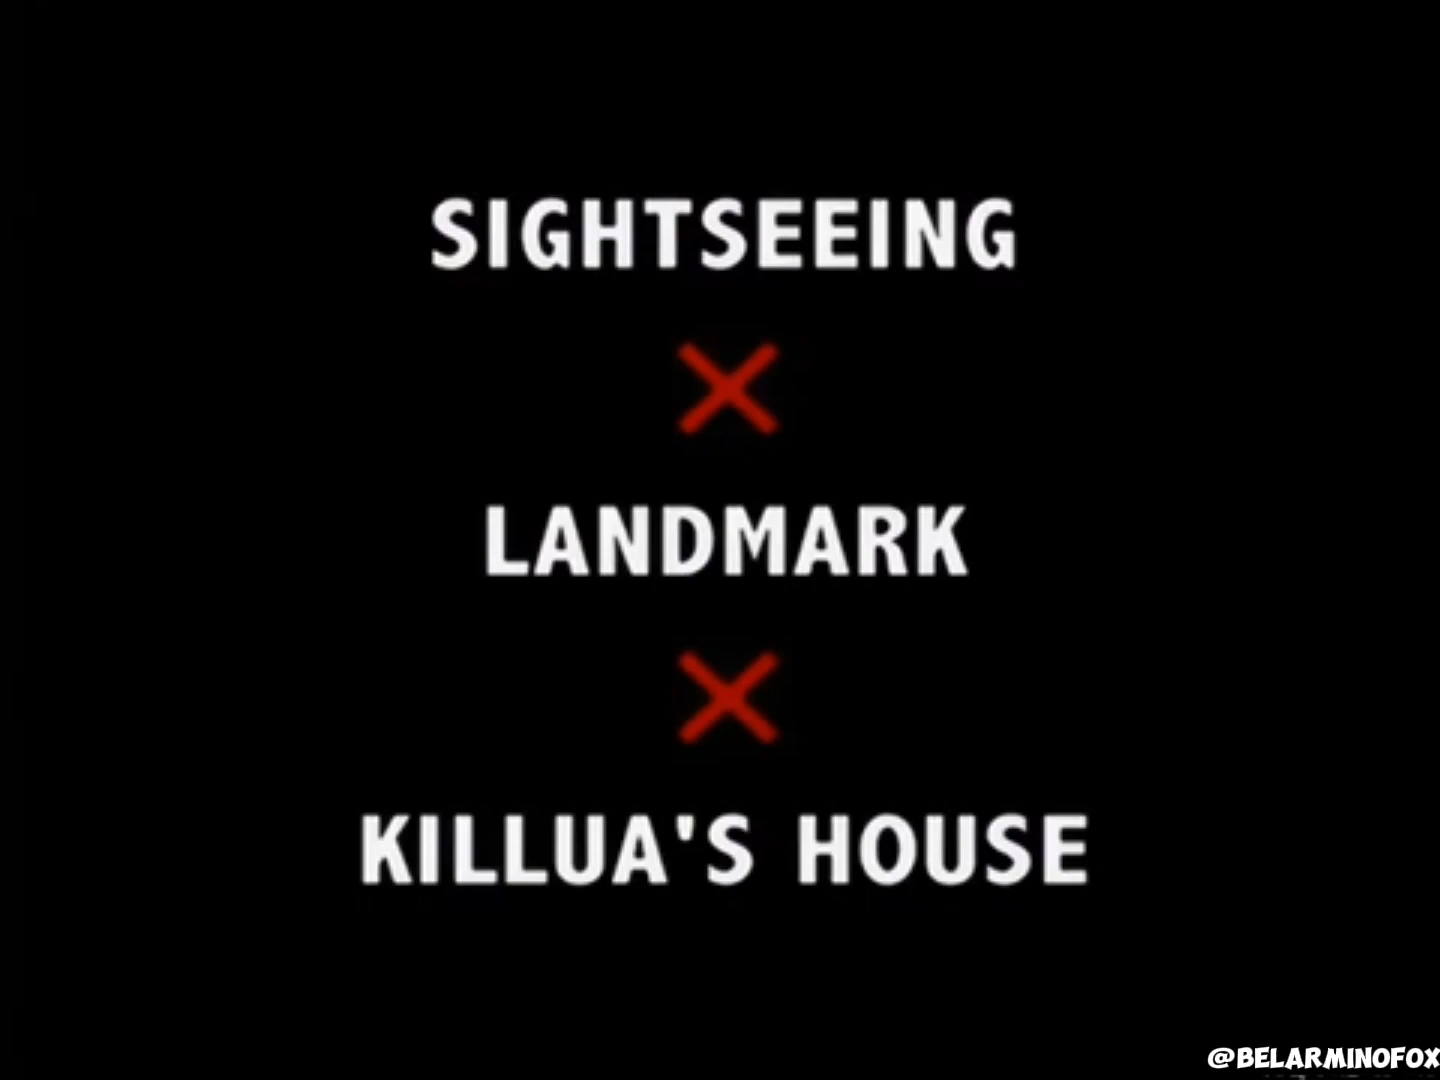 SIGHTSEEING
×
LANDMARK
×
KILLUA'S HOUSE
@BELARMINOFOX